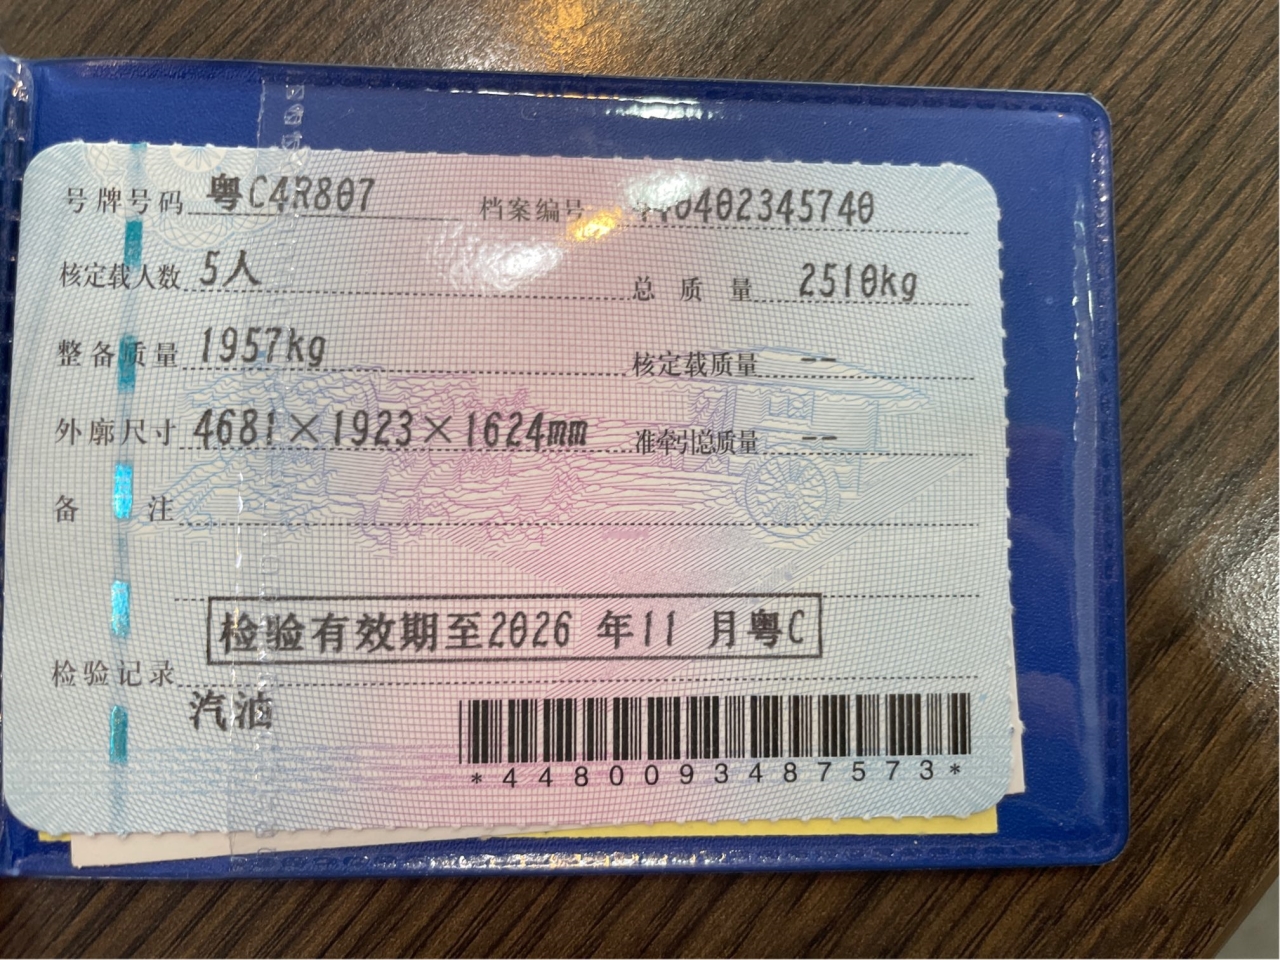 号牌号码 粤C4R807 档案编号 440402345740
核定载人数 5人 总质量 2510kg
整备质量 1957kg 核定载质量 --
外廓尺寸 4681×1923×1624mm 准牵引总质量 --
备注
检验有效期至2026 年11 月粤C
检验记录
汽油
*4480093487573*